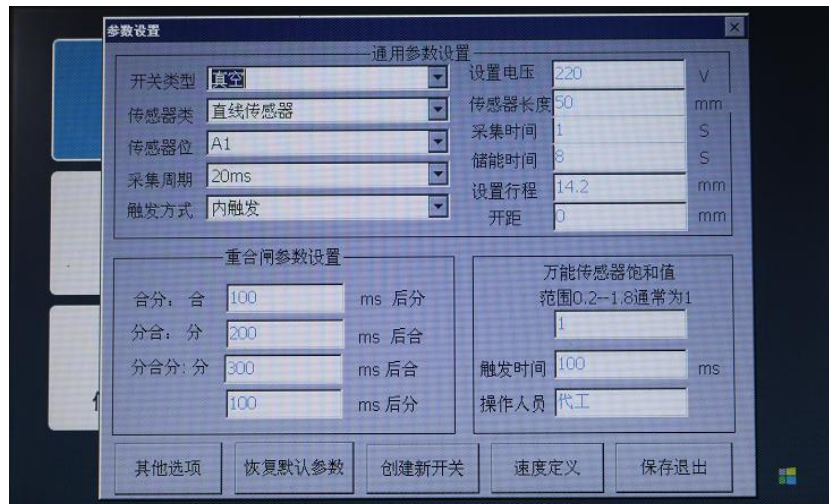 参数设置
通用参数设置
开关类型 真空
传感器类 直线传感器
传感器位 A1
采集周期 20ms
触发方式 内触发
设置电压 220 V
传感器长度 50 mm
采集时间 1 S
储能时间 8 S
设置行程 14.2 mm
开距 0 mm
重合闸参数设置
合分: 合 100 ms 后分
分合: 分 200 ms 后合
分合分: 分 300 ms 后合
100 ms 后分
万能传感器饱和值
范围0.2--1.8通常为1
1
触发时间 100 ms
操作人员 代工
其他选项 恢复默认参数 创建新开关 速度定义 保存退出